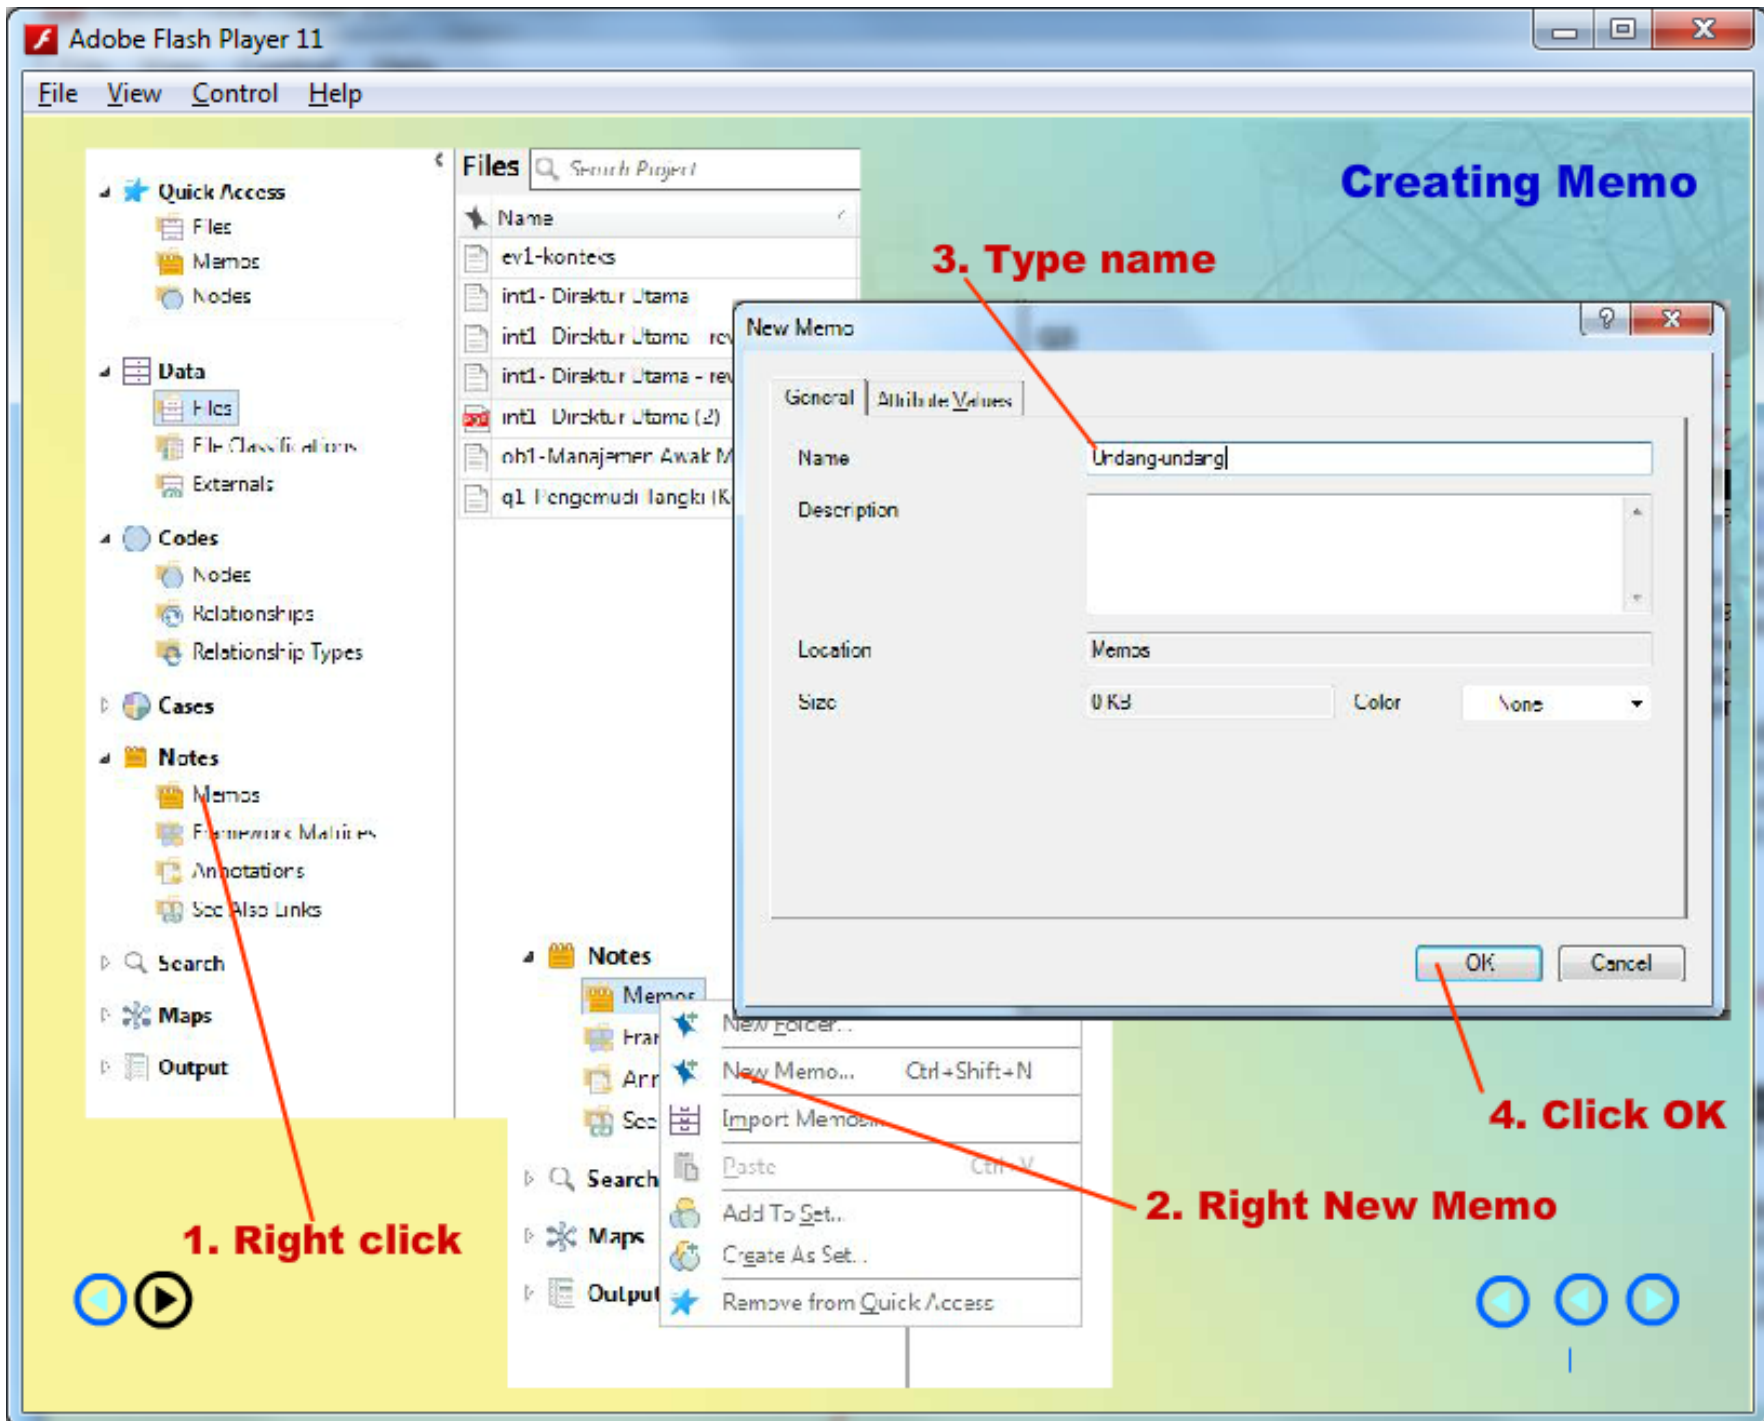 Adobe Flash Player 11
File View Control Help
Creating Memo
Quick Access
Files
Memos
Nodes
Data
Files
File Classifications
Externals
Codes
Nodes
Relationships
Relationship Types
Cases
Notes
Memos
Framework Matrices
Annotations
See Also Links
Search
Maps
Output
Files Search Project
Name
ev1-konteks
int1- Direktur Utama
int1 Direktur Utama rev
int1- Direktur Utama - rev
int1 Direktur Utama (2)
ob1-Manajemen Awak M
q1 Pengemudi Tangki (K
3. Type name
New Memo
General Attribute Values
Name Undang-undang
Description
Location Memos
Size 0 KB Color None
OK Cancel
4. Click OK
Notes
Memos
Frar
Anr
See
Search
Maps
Output
New Folder...
New Memo... Ctrl+Shift+N
Import Memos...
Paste Ctrl+V
Add To Set...
Create As Set...
Remove from Quick Access
2. Right New Memo
1. Right click